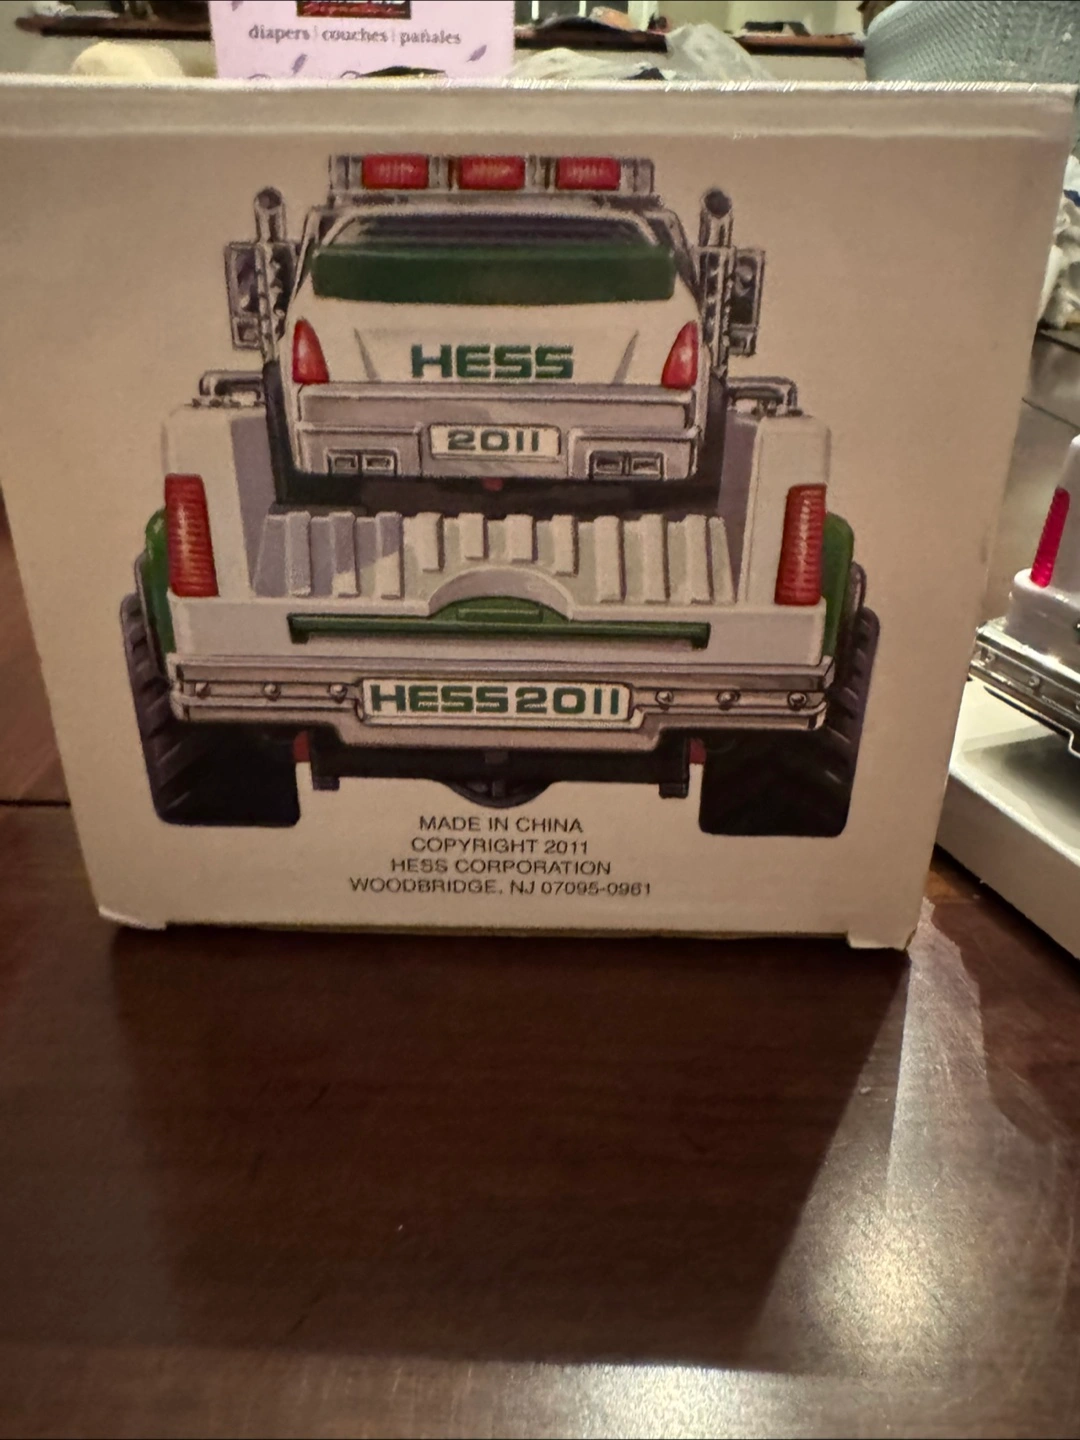 diapers | couches | pañales
HESS
2011
HESS2011
MADE IN CHINA
COPYRIGHT 2011
HESS CORPORATION
WOODBRIDGE, NJ 07095-0961